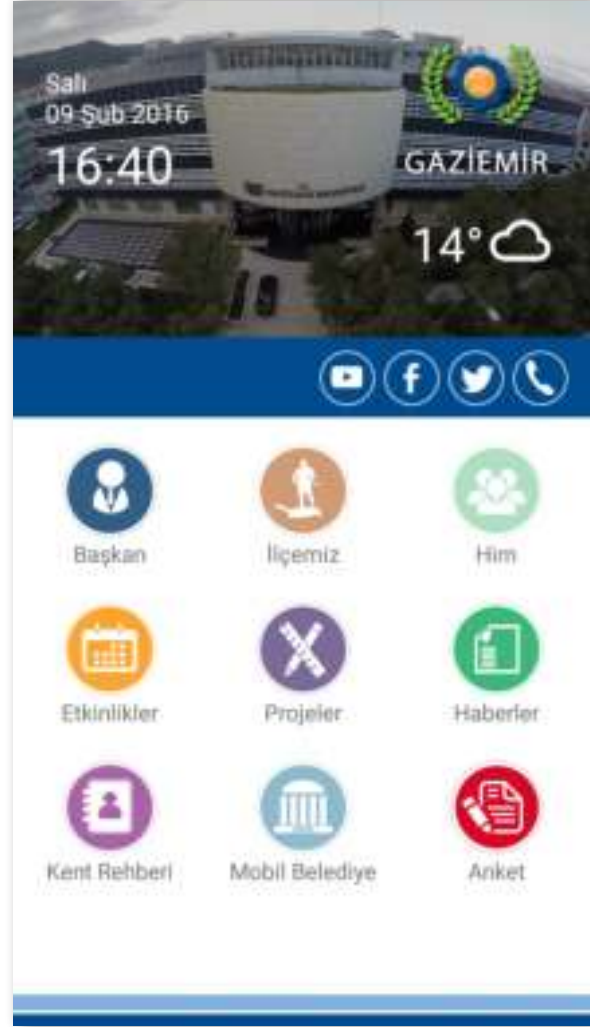 Salı
09 Şub 2016
16:40
GAZİEMİR
14°
Başkan
İlçemiz
Him
Etkinlikler
Projeler
Haberler
Kent Rehberi
Mobil Belediye
Anket